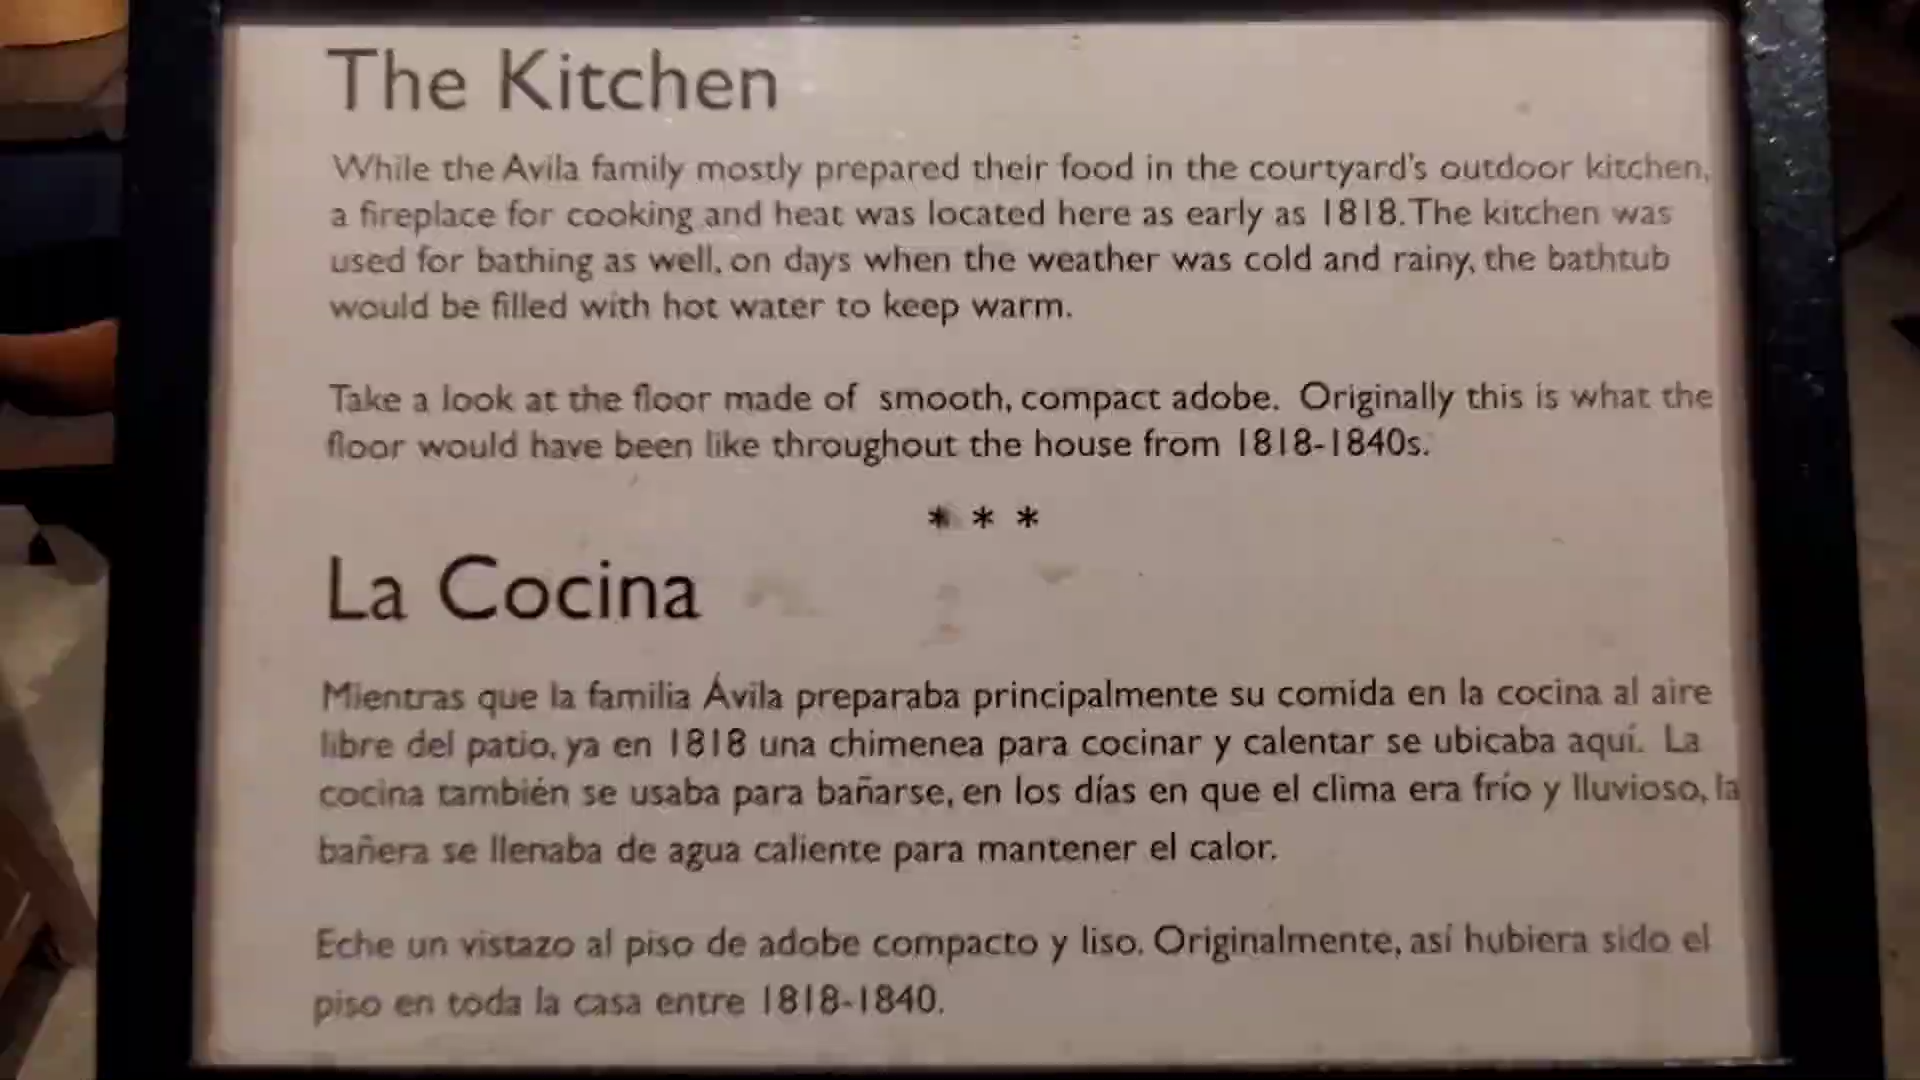 The Kitchen
While the Avila family mostly prepared their food in the courtyard's outdoor kitchen,
a fireplace for cooking and heat was located here as early as 1818. The kitchen was
used for bathing as well, on days when the weather was cold and rainy, the bathtub
would be filled with hot water to keep warm.
Take a look at the floor made of smooth, compact adobe. Originally this is what the
floor would have been like throughout the house from 1818-1840s.
* * *
La Cocina
Mientras que la familia Ávila preparaba principalmente su comida en la cocina al aire
libre del patio, ya en 1818 una chimenea para cocinar y calentar se ubicaba aquí. La
cocina también se usaba para bañarse, en los días en que el clima era frío y lluvioso, la
bañera se llenaba de agua caliente para mantener el calor.
Eche un vistazo al piso de adobe compacto y liso. Originalmente, así hubiera sido el
piso en toda la casa entre 1818-1840.